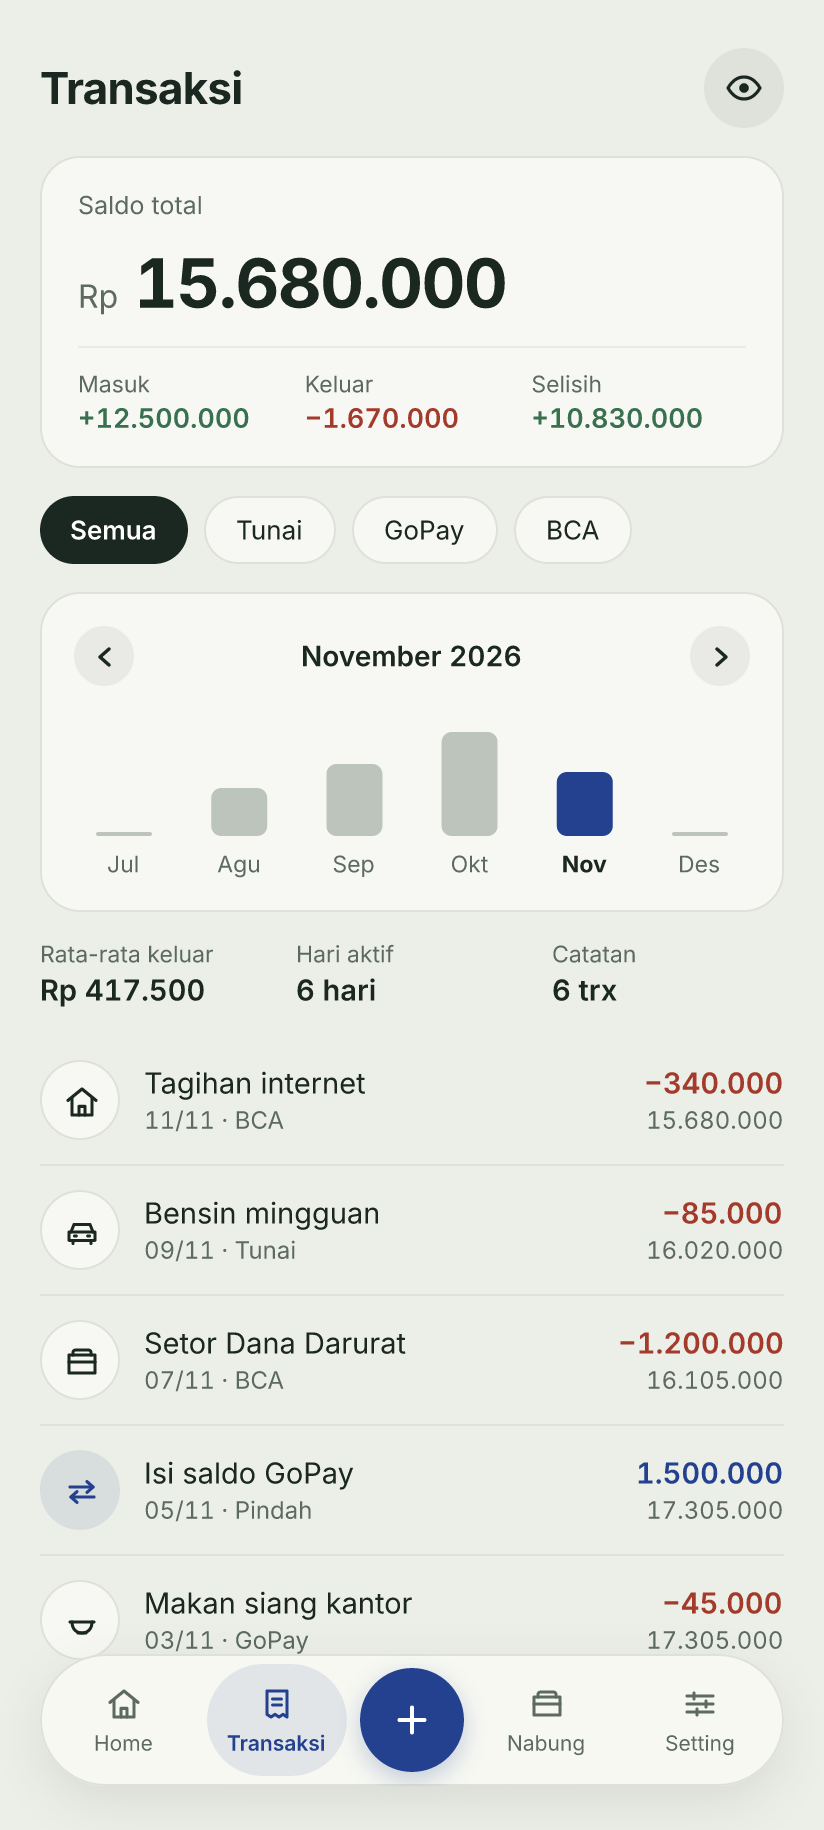 Transaksi
Saldo total
Rp 15.680.000
Masuk Keluar Selisih
+12.500.000 −1.670.000 +10.830.000
Semua Tunai GoPay BCA
November 2026
Jul Agu Sep Okt Nov Des
Rata-rata keluar Hari aktif Catatan
Rp 417.500 6 hari 6 trx
Tagihan internet −340.000
11/11 · BCA 15.680.000
Bensin mingguan −85.000
09/11 · Tunai 16.020.000
Setor Dana Darurat −1.200.000
07/11 · BCA 16.105.000
Isi saldo GoPay 1.500.000
05/11 · Pindah 17.305.000
Makan siang kantor −45.000
03/11 · GoPay 17.305.000
Home Transaksi Nabung Setting